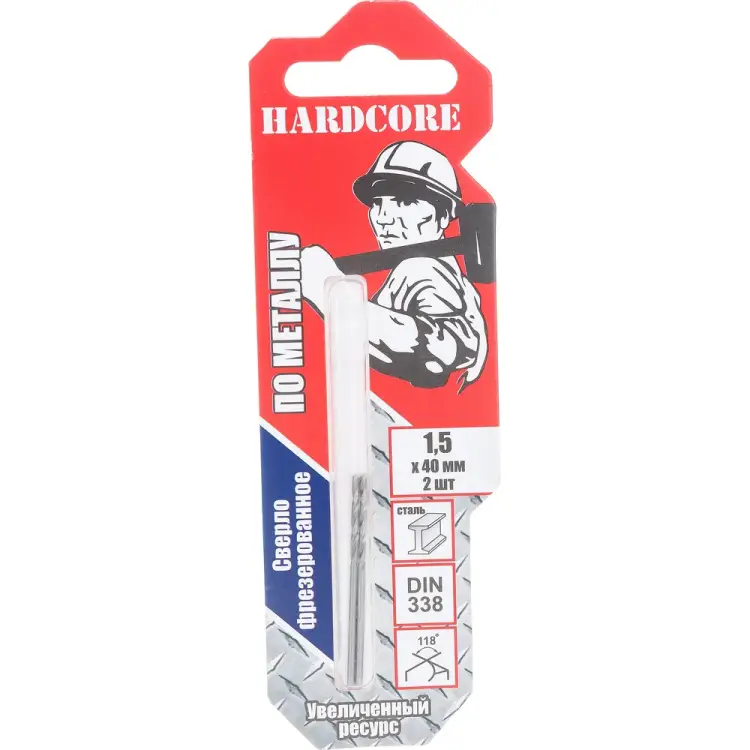 HARDCORE
ПО МЕТАЛЛУ
Сверло
фрезерованное
1,5
х 40 мм
2 шт
сталь
DIN
338
118°
Увеличенный
ресурс